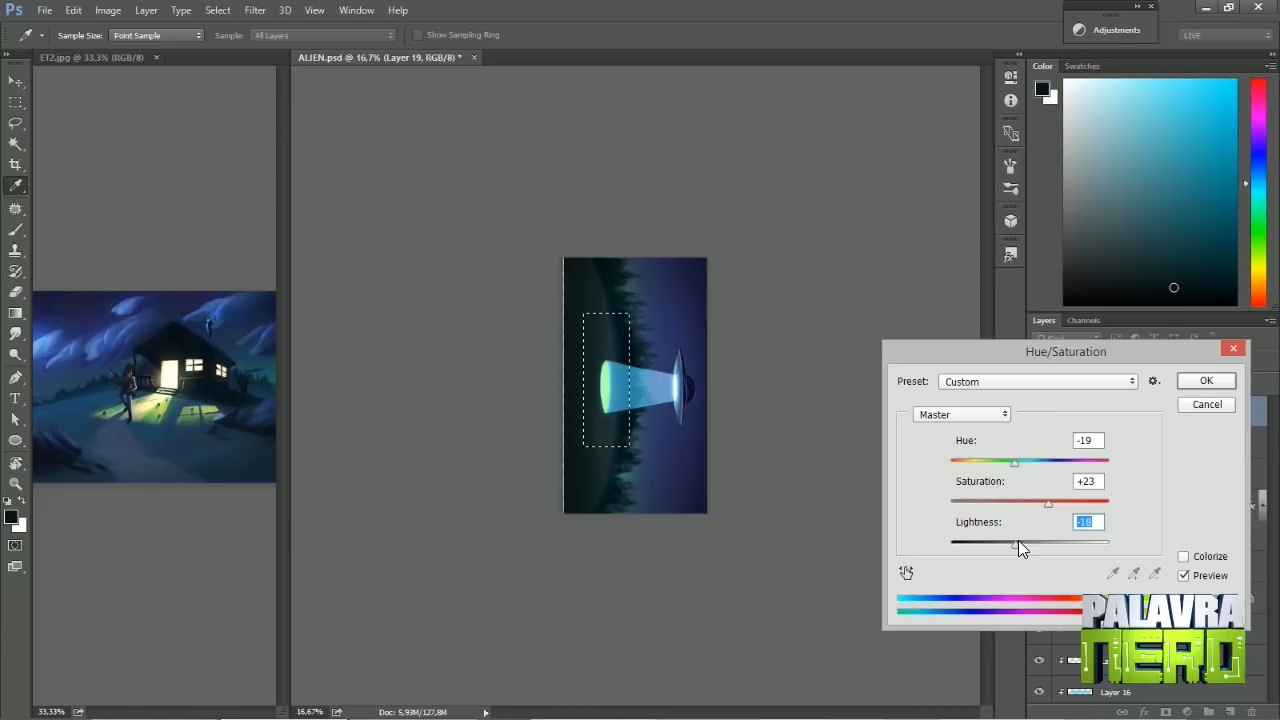 Ps File Edit Image Layer Type Select Filter 3D View Window Help
Adjustments
LIVE
Sample Size: Point Sample Sample: All Layers Show Sampling Ring
ET2.jpg @ 33,3% (RGB/8) ×
ALIEN.psd @ 16,7% (Layer 19, RGB/8) * ×
Color Swatches
Layers Channels
Hue/Saturation
Preset: Custom
OK
Cancel
Master
Hue: -19
Saturation: +23
Lightness: -18
Colorize
Preview
PALAVRA
NERD
Layer 16
33,33%
16,67% Doc: 5,93M/127,8M